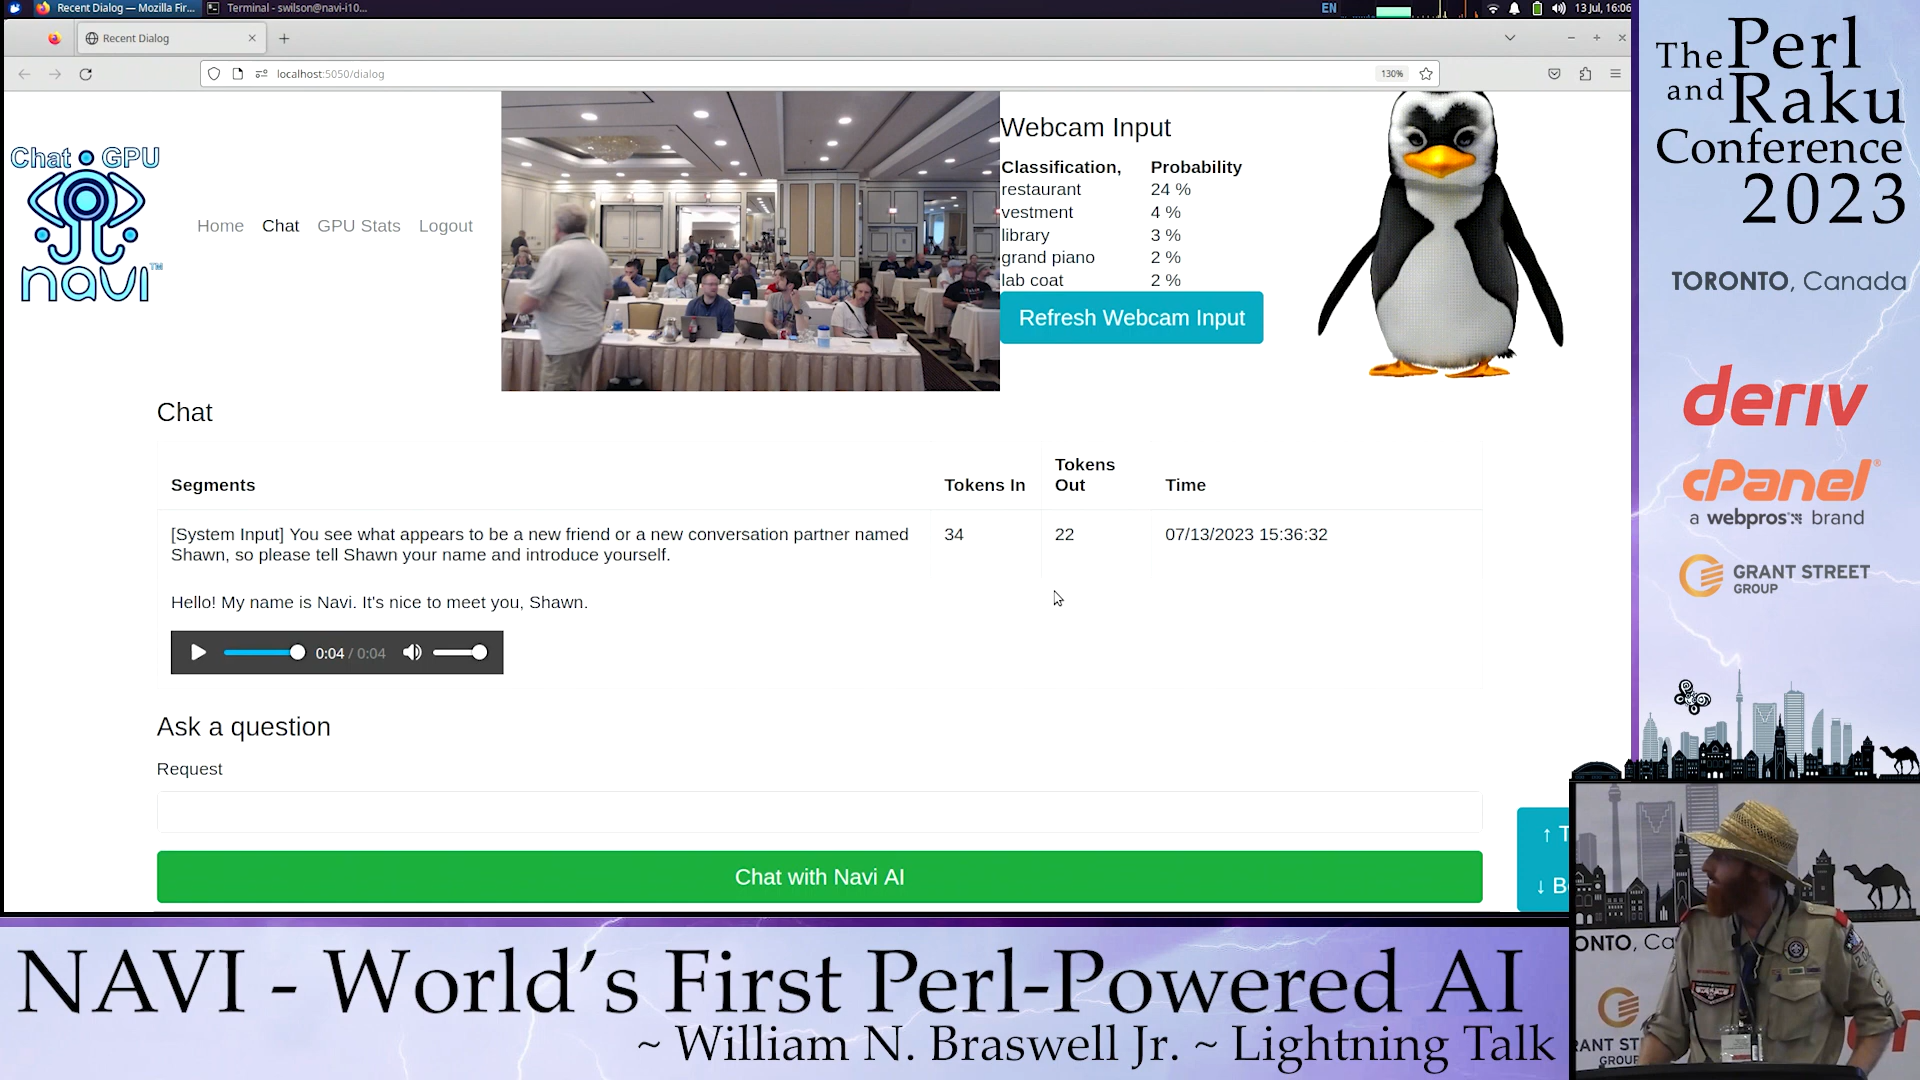 Recent Dialog — Mozilla Fir...
Terminal - swilson@navi-i10...
EN
13 Jul, 16:06
Recent Dialog
localhost:5050/dialog
130%
Chat GPU
navi™
Home
Chat
GPU Stats
Logout
Webcam Input
Classification, Probability
restaurant 24 %
vestment 4 %
library 3 %
grand piano 2 %
lab coat 2 %
Refresh Webcam Input
Chat
Segments Tokens In Tokens Out Time
[System Input] You see what appears to be a new friend or a new conversation partner named
Shawn, so please tell Shawn your name and introduce yourself.
34 22 07/13/2023 15:36:32
Hello! My name is Navi. It's nice to meet you, Shawn.
0:04 / 0:04
Ask a question
Request
Chat with Navi AI
↑ T
↓ B
The Perl
and Raku
Conference
2023
TORONTO, Canada
deriv
cPanel®
a webpros brand
GRANT STREET
GROUP
ONTO, Ca
RANT ST
GROU
NAVI - World's First Perl-Powered AI
~ William N. Braswell Jr. ~ Lightning Talk